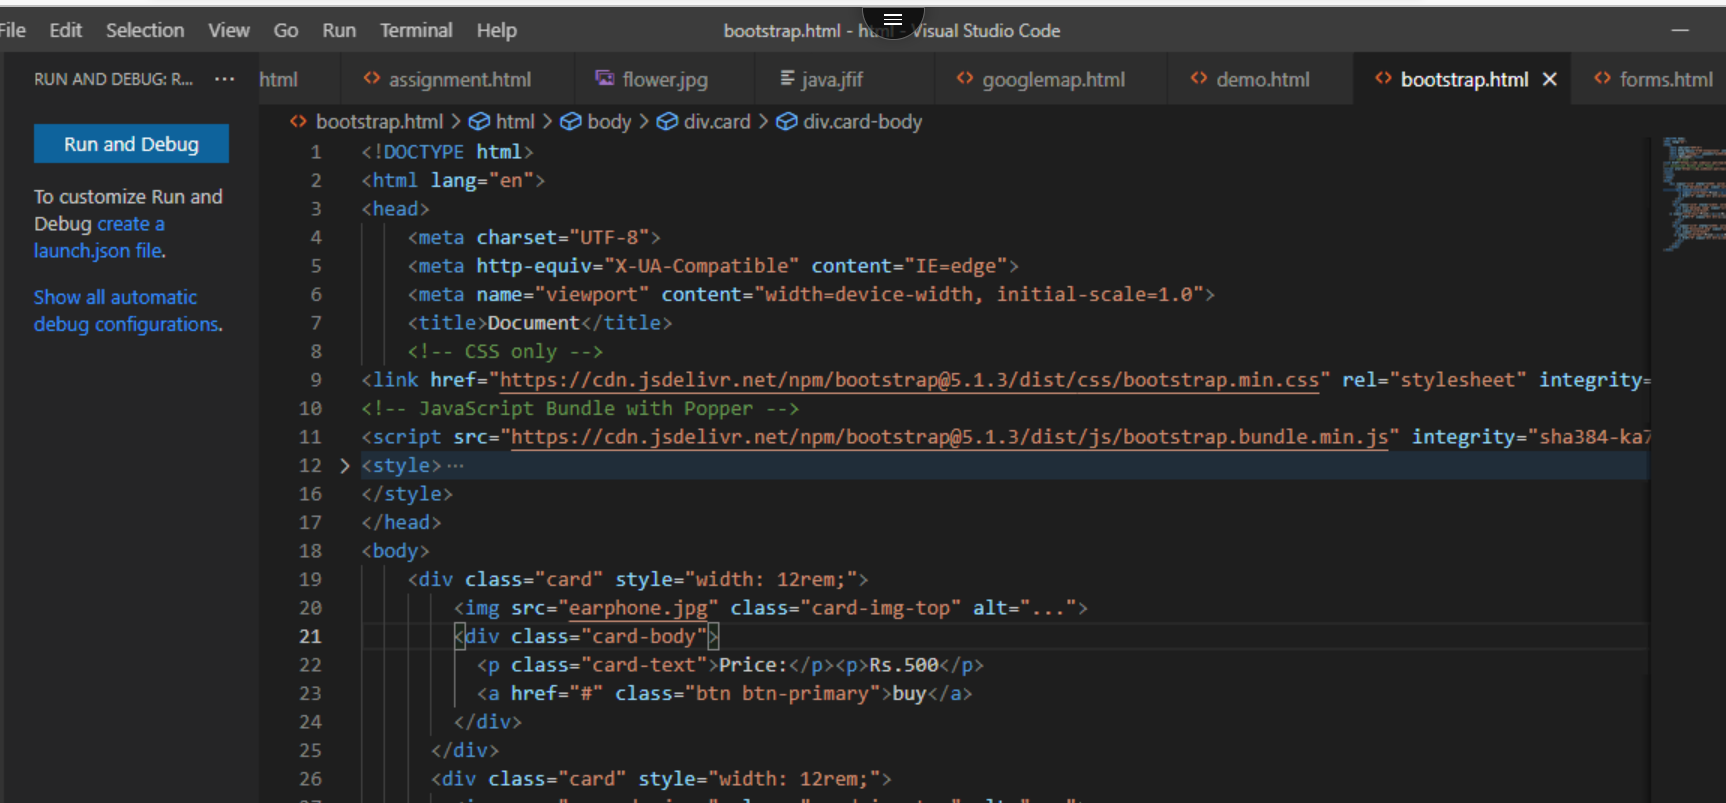 File Edit Selection View Go Run Terminal Help
bootstrap.html - html - Visual Studio Code
RUN AND DEBUG: R... ···
html assignment.html flower.jpg java.jfif googlemap.html demo.html bootstrap.html forms.html
bootstrap.html > html > body > div.card > div.card-body
Run and Debug
To customize Run and
Debug create a
launch.json file.
Show all automatic
debug configurations.
1 <!DOCTYPE html>
2 <html lang="en">
3 <head>
4 <meta charset="UTF-8">
5 <meta http-equiv="X-UA-Compatible" content="IE=edge">
6 <meta name="viewport" content="width=device-width, initial-scale=1.0">
7 <title>Document</title>
8 <!-- CSS only -->
9 <link href="https://cdn.jsdelivr.net/npm/bootstrap@5.1.3/dist/css/bootstrap.min.css" rel="stylesheet" integrity=
10 <!-- JavaScript Bundle with Popper -->
11 <script src="https://cdn.jsdelivr.net/npm/bootstrap@5.1.3/dist/js/bootstrap.bundle.min.js" integrity="sha384-ka7
12 <style>···
16 </style>
17 </head>
18 <body>
19 <div class="card" style="width: 12rem;">
20 <img src="earphone.jpg" class="card-img-top" alt="...">
21 <div class="card-body">
22 <p class="card-text">Price:</p><p>Rs.500</p>
23 <a href="#" class="btn btn-primary">buy</a>
24 </div>
25 </div>
26 <div class="card" style="width: 12rem;">